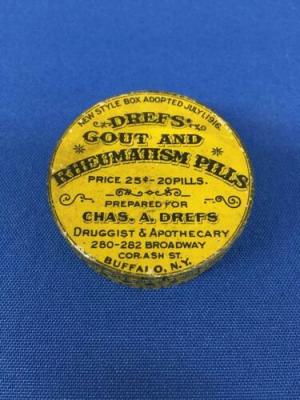 NEW STYLE BOX ADOPTED JULY 1, 1916.
DREFS'
GOUT AND
RHEUMATISM PILLS
PRICE 25¢ - 20 PILLS.
PREPARED FOR
CHAS. A. DREFS
DRUGGIST & APOTHECARY
280-282 BROADWAY
COR. ASH ST.
BUFFALO, N.Y.